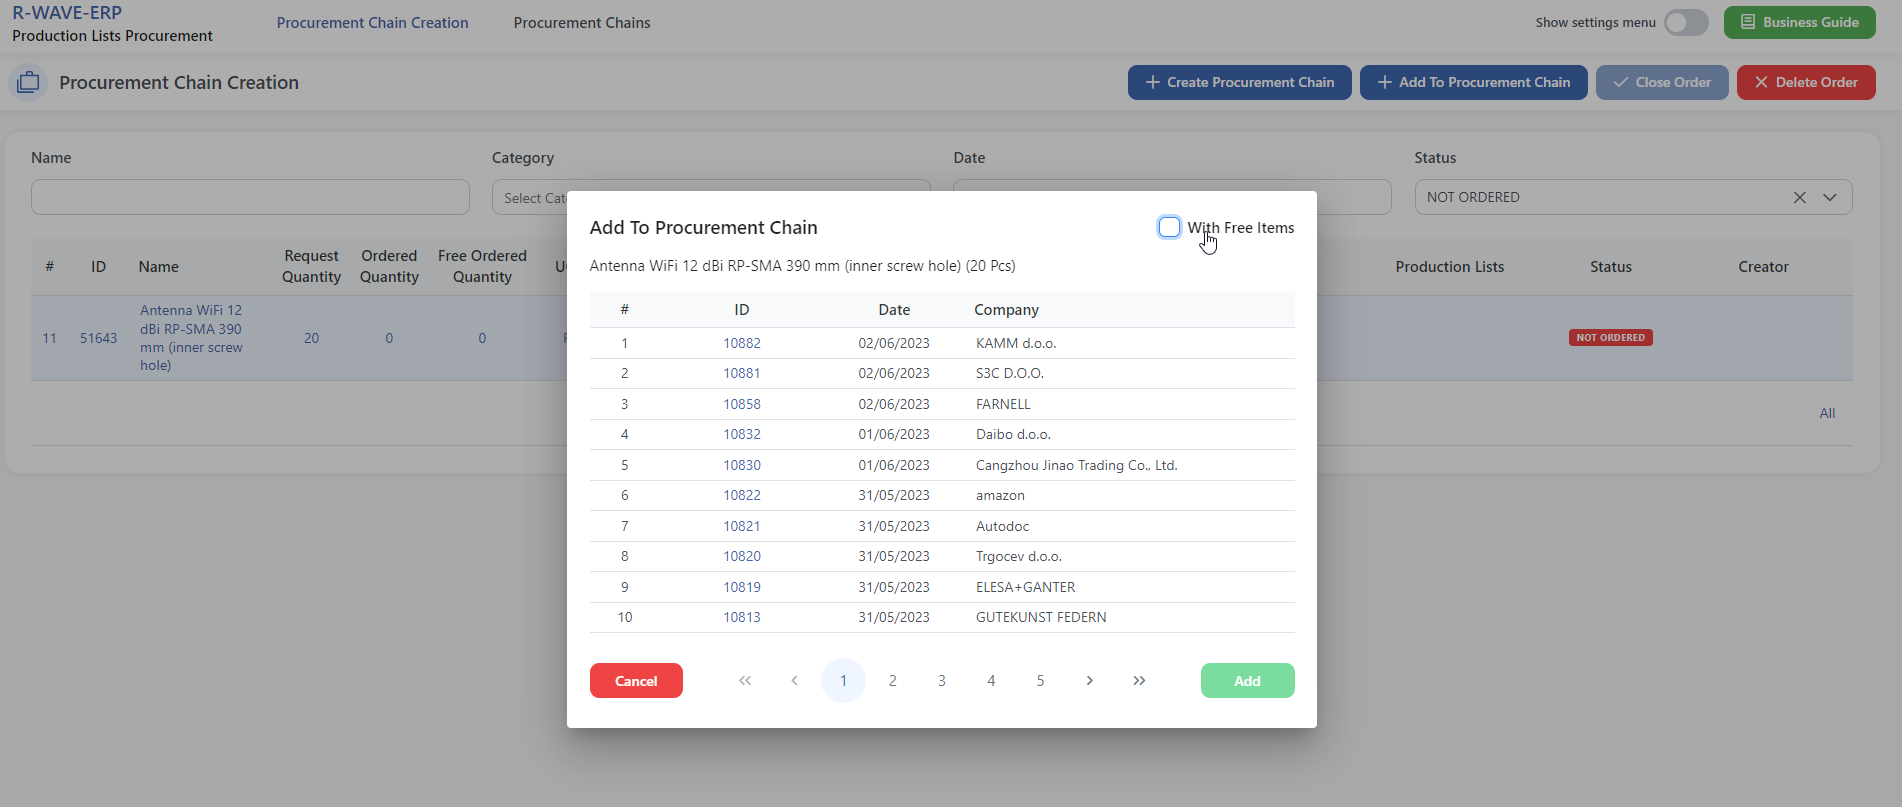 R-WAVE-ERP
Production Lists Procurement
Procurement Chain Creation
Procurement Chains
Show settings menu
Business Guide
Procurement Chain Creation
Create Procurement Chain
Add To Procurement Chain
Close Order
Delete Order
Name
Category
Date
Status
Select
NOT ORDERED
# ID Name Request Quantity Ordered Quantity Free Ordered Quantity Production Lists Status Creator
11 51643 Antenna WiFi 12
dBi RP-SMA 390
mm (inner screw
hole)
20 0 0 NOT ORDERED
All
Add To Procurement Chain
With Free Items
Antenna WiFi 12 dBi RP-SMA 390 mm (inner screw hole) (20 Pcs)
# ID Date Company
1 10882 02/06/2023 KAMM d.o.o.
2 10881 02/06/2023 S3C D.O.O.
3 10858 02/06/2023 FARNELL
4 10832 01/06/2023 Daibo d.o.o.
5 10830 01/06/2023 Cangzhou Jinao Trading Co., Ltd.
6 10822 31/05/2023 amazon
7 10821 31/05/2023 Autodoc
8 10820 31/05/2023 Trgocev d.o.o.
9 10819 31/05/2023 ELESA+GANTER
10 10813 31/05/2023 GUTEKUNST FEDERN
Cancel
« ‹ 1 2 3 4 5 › »
Add